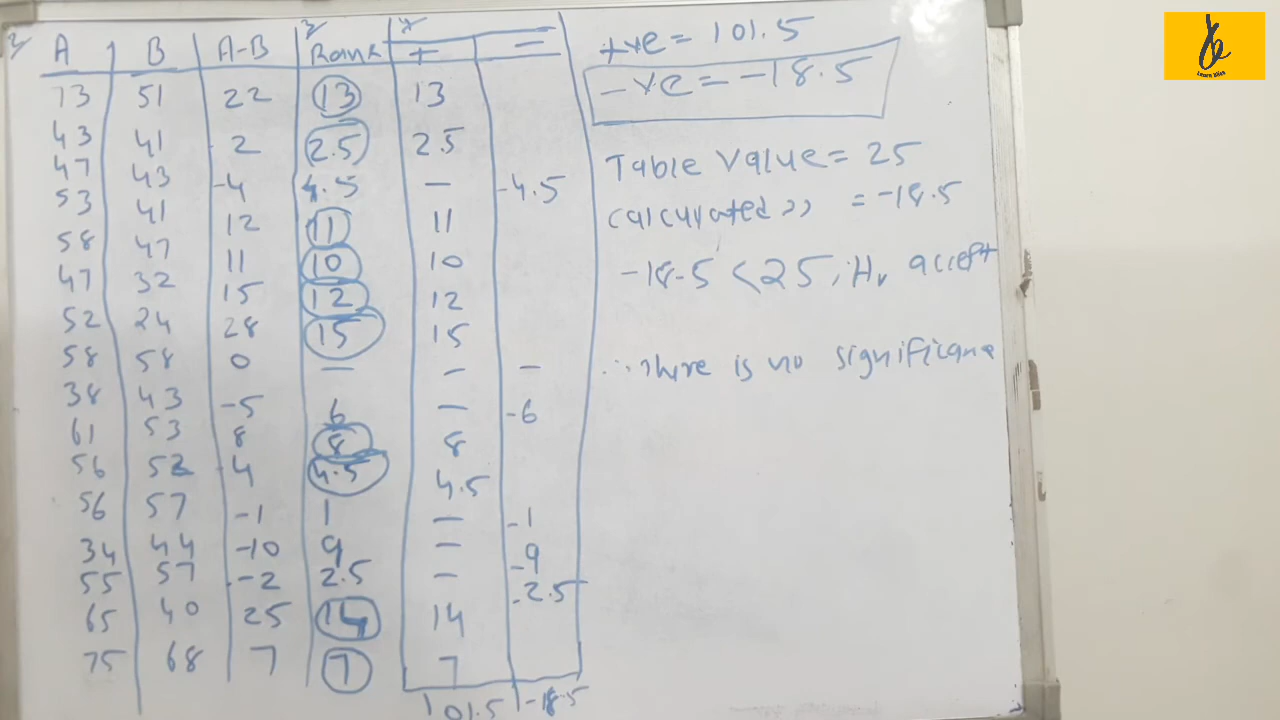 A B A-B Rank + -
73 51 22 13 13
43 41 2 2.5 2.5
47 43 -4 4.5 — -4.5
53 41 12 11 11
58 47 11 10 10
47 32 15 12 12
52 24 28 15 15
58 58 0 — — —
38 43 -5 6 — -6
61 53 8 8 8
56 52 4 4.5 4.5
56 57 -1 1 — -1
34 44 -10 9 — -9
55 57 -2 2.5 — -2.5
65 40 25 14 14
75 68 7 7 7
101.5 -18.5
+ve = 101.5
-ve = -18.5
Table value = 25
calculated >> = -18.5
-18.5 < 25, accept
∴ There is no significance
Learn bliss